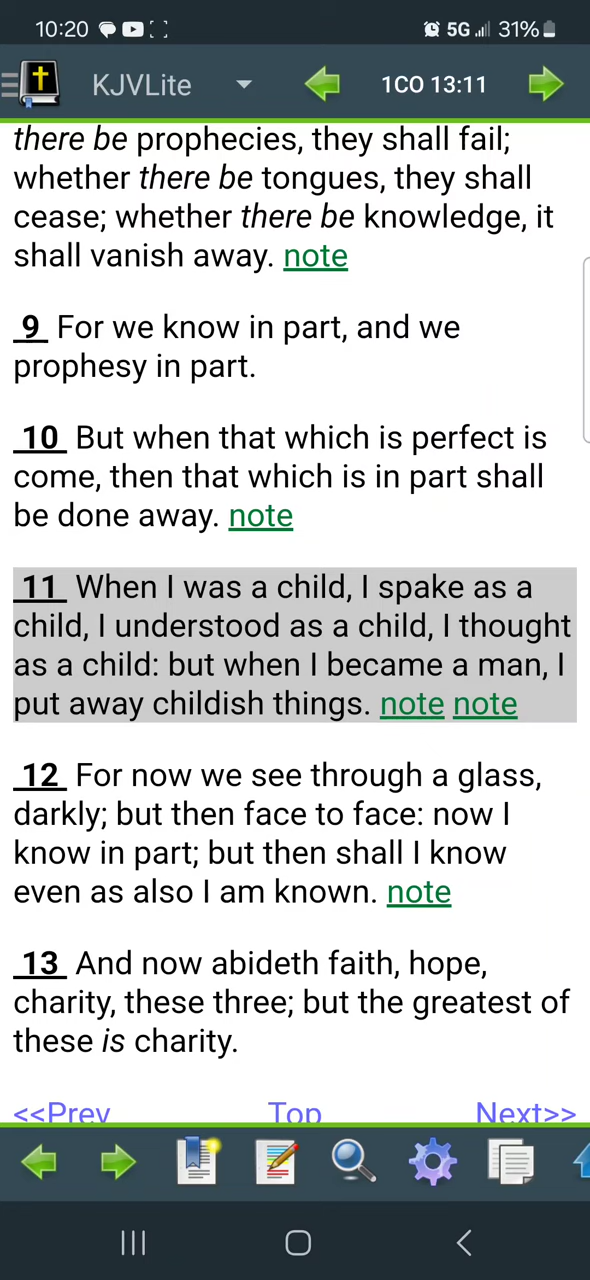 10:20 5G 31%
KJVLite 1CO 13:11
there be prophecies, they shall fail;
whether there be tongues, they shall
cease; whether there be knowledge, it
shall vanish away. note
9 For we know in part, and we
prophesy in part.
10 But when that which is perfect is
come, then that which is in part shall
be done away. note
11 When I was a child, I spake as a
child, I understood as a child, I thought
as a child: but when I became a man, I
put away childish things. note note
12 For now we see through a glass,
darkly; but then face to face: now I
know in part; but then shall I know
even as also I am known. note
13 And now abideth faith, hope,
charity, these three; but the greatest of
these is charity.
<<Prev Top Next>>